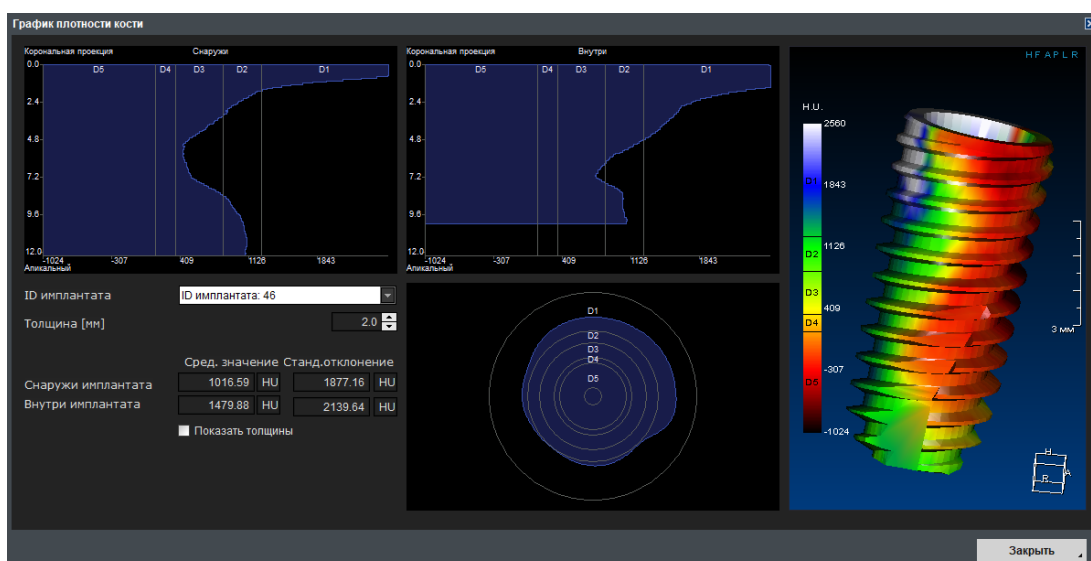 График плотности кости
Корональная проекция Снаружи
D5 D4 D3 D2 D1
0.0
2.4
4.8
7.2
9.6
12.0
-1024 -307 409 1126 1843
Апикальный
Корональная проекция Внутри
D5 D4 D3 D2 D1
0.0
2.4
4.8
7.2
9.6
12.0
-1024 -307 409 1126 1843
Апикальный
ID имплантата ID имплантата: 46
Толщина [мм] 2.0
Сред. значение Станд.отклонение
Снаружи имплантата 1016.59 HU 1877.16 HU
Внутри имплантата 1479.88 HU 2139.64 HU
Показать толщины
D1
D2
D3
D4
D5
H F A P L R
H.U.
2560
D1 1843
1126
D2
D3
409
D4
-307
D5
-1024
3 мм
H
A
R
Закрыть